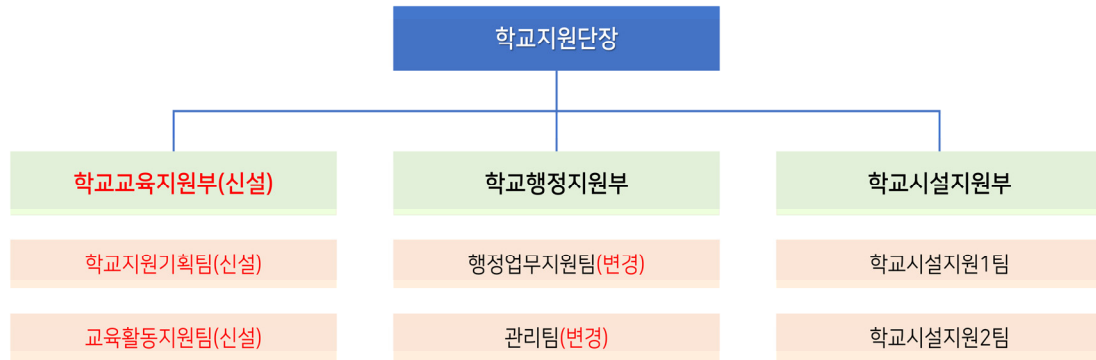 학교지원단장
학교교육지원부(신설)
학교행정지원부
학교시설지원부
학교지원기획팀(신설)
행정업무지원팀(변경)
학교시설지원1팀
교육활동지원팀(신설)
관리팀(변경)
학교시설지원2팀